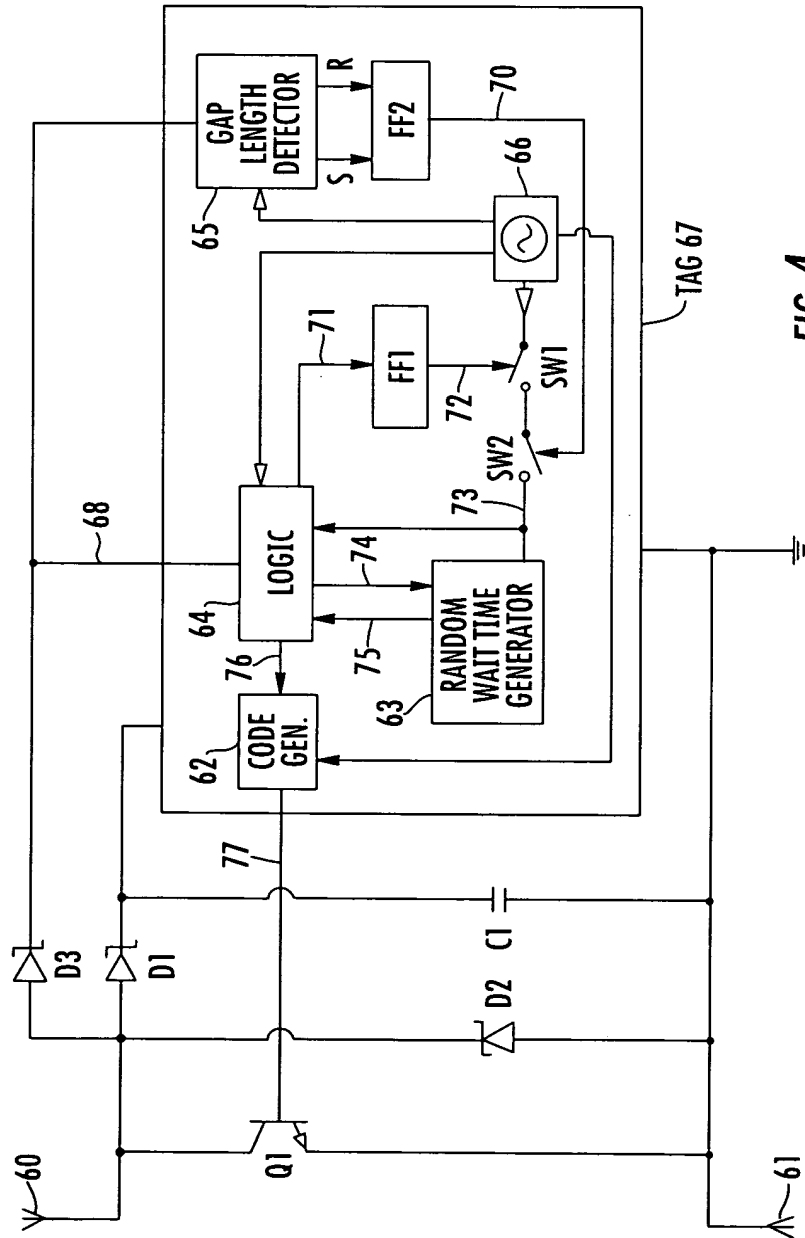 60
61
Q1
D3
D1
D2
C1
77
68
CODE
GEN.
62
76
LOGIC
64
74
75
RANDOM
WAIT TIME
GENERATOR
63
73
71
FF1
72
SW1
SW2
GAP
LENGTH
DETECTOR
65
S
R
FF2
70
66
TAG 67
FIG. 4